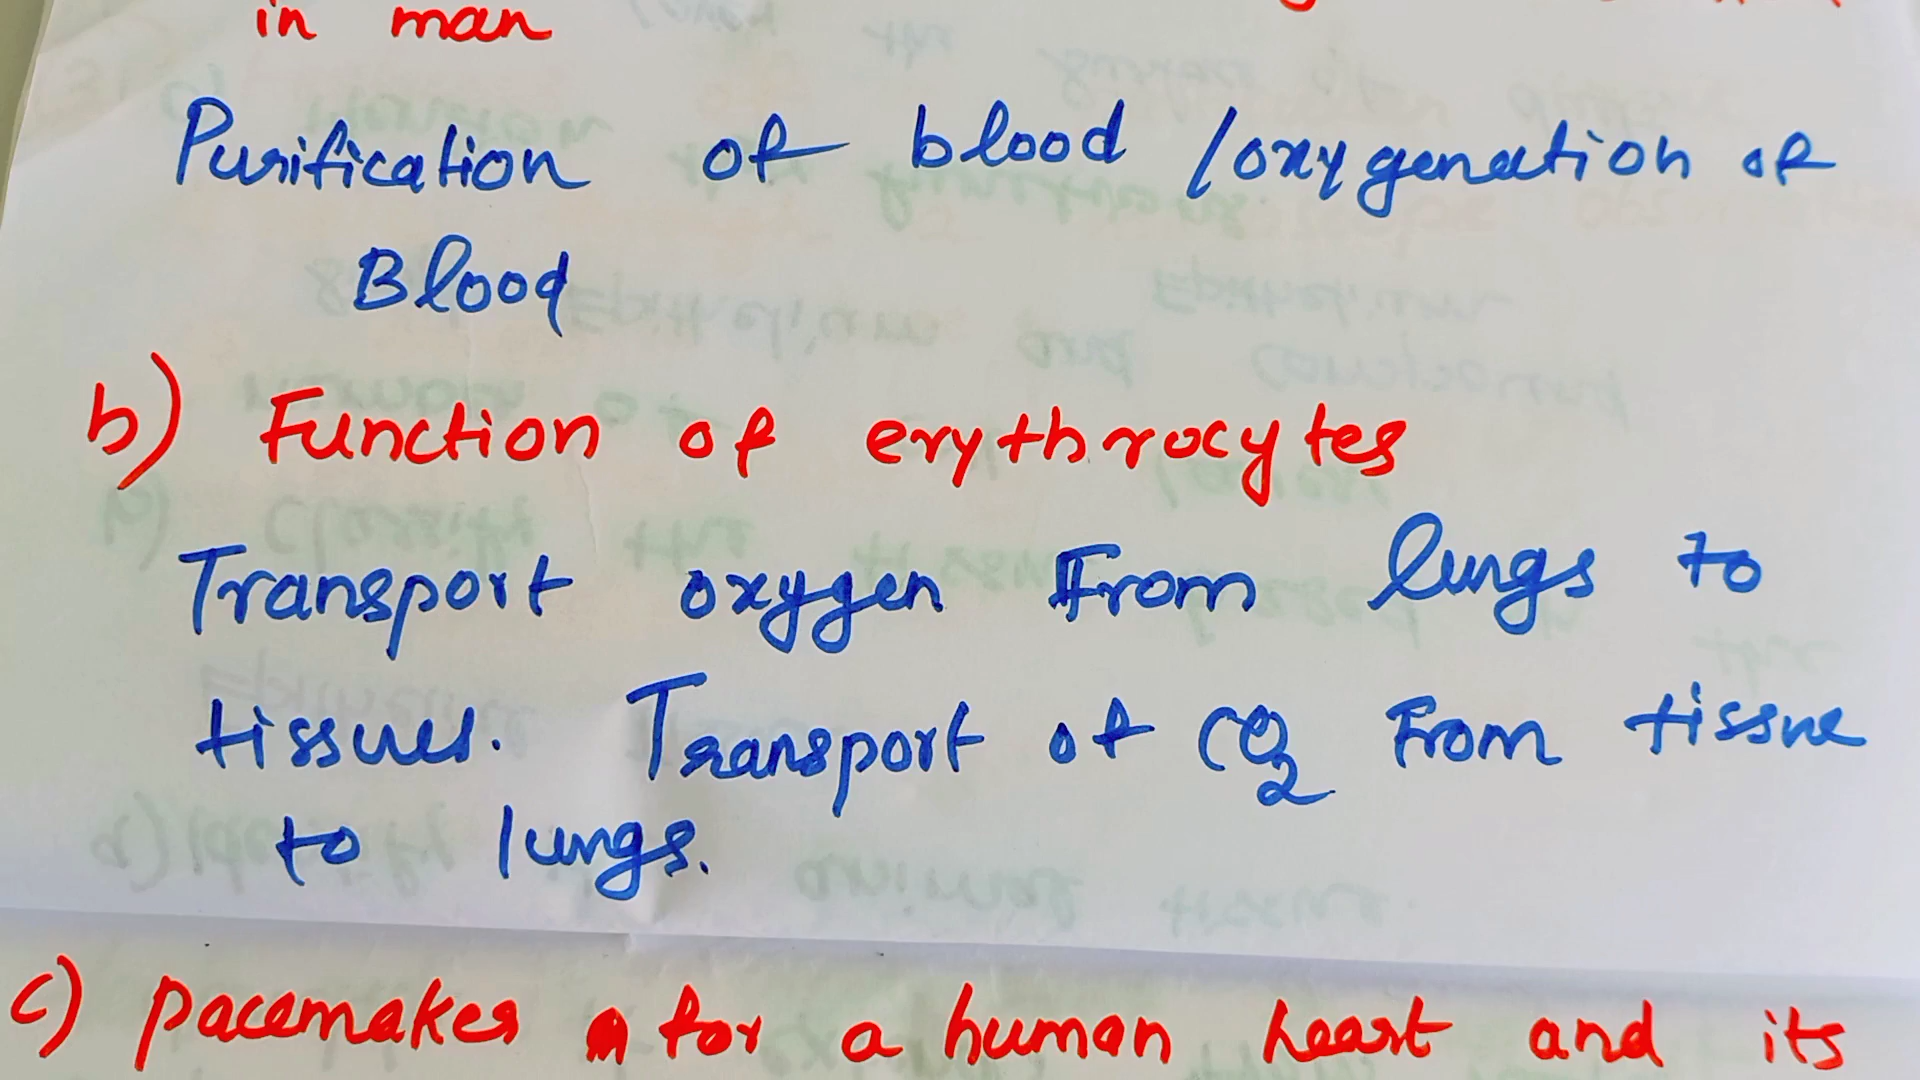 in man
Purification of blood / oxygenation of
Blood
b) Function of erythrocytes
Transport oxygen From lungs to
tissues. Transport of CO2 From tissue
to lungs.
c) pacemaker for a human heart and its